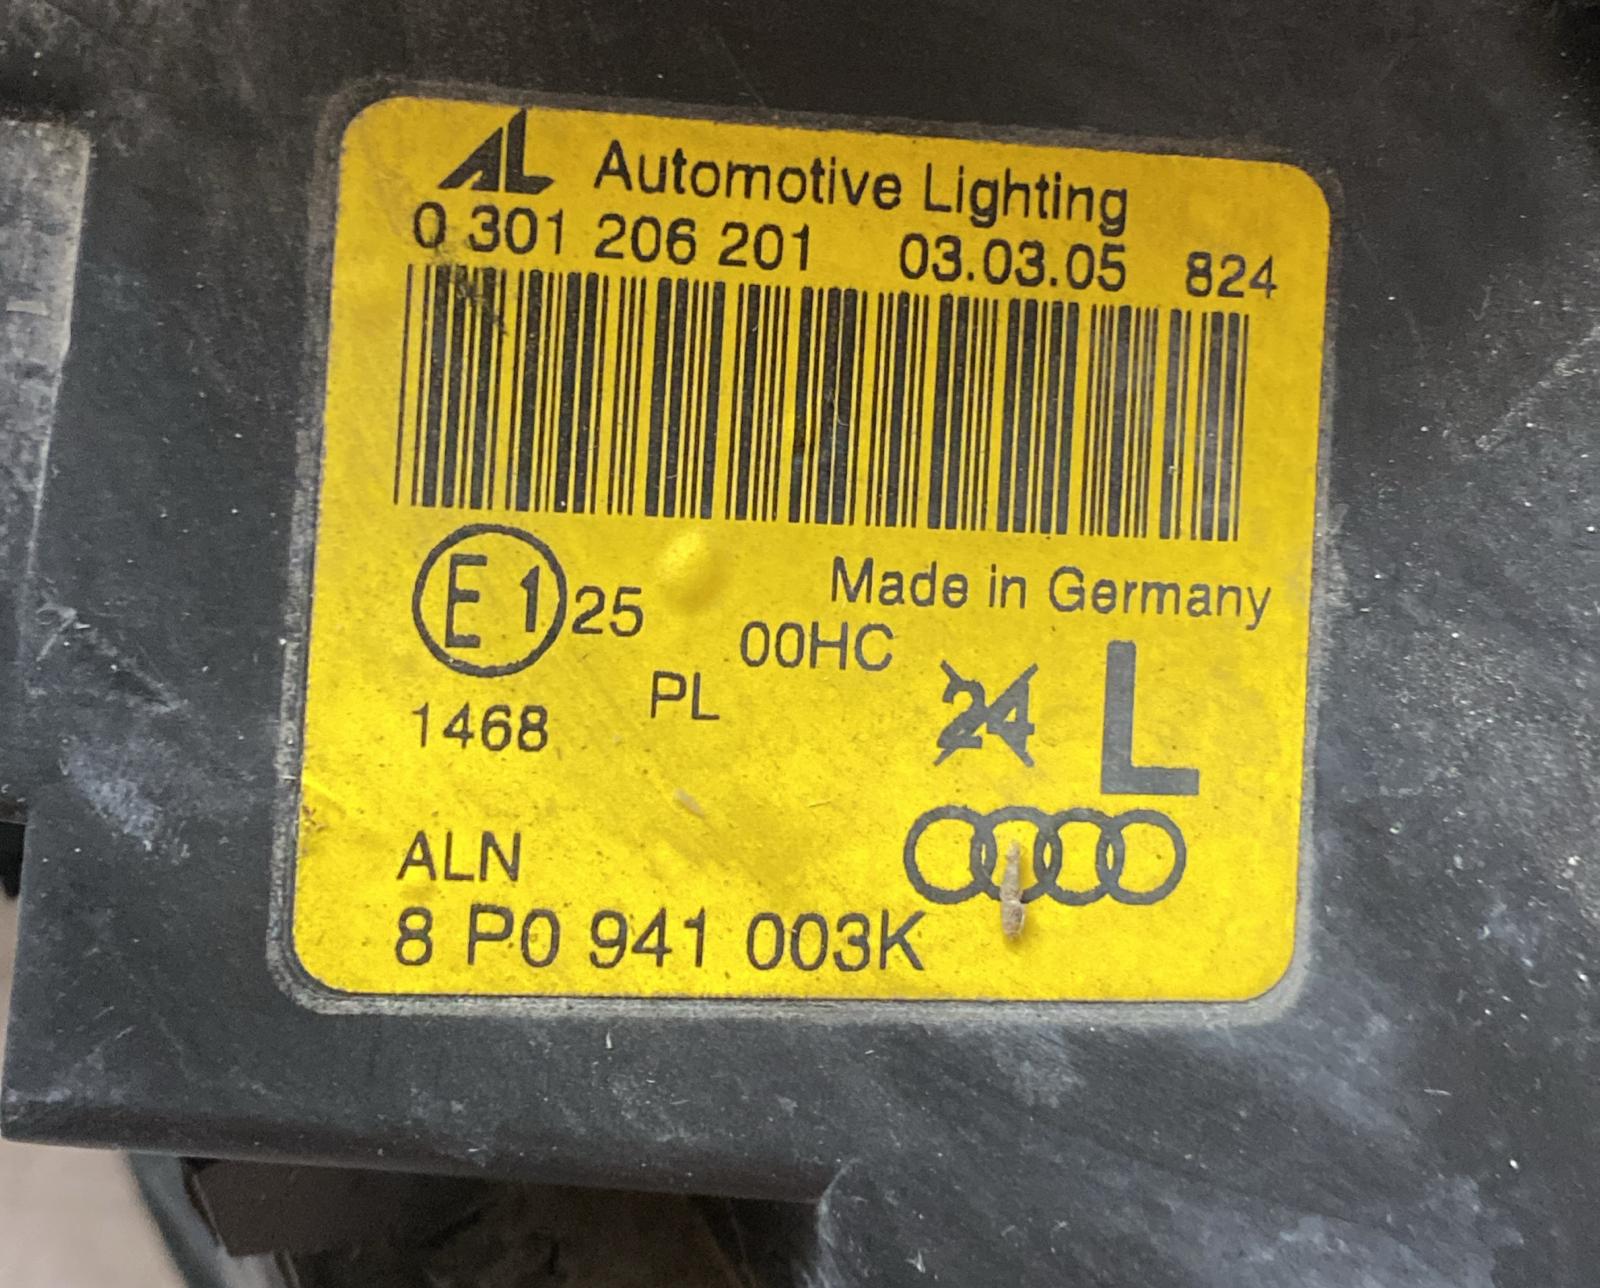 AL Automotive Lighting
0 301 206 201 03.03.05 824
Made in Germany
E1 25
00HC
PL
24 L
1468
ALN
8 P0 941 003K